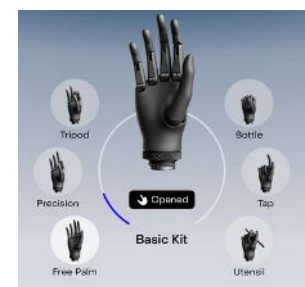 Tripod
Bottle
Precision
Tap
Opened
Basic Kit
Free Palm
Utensil